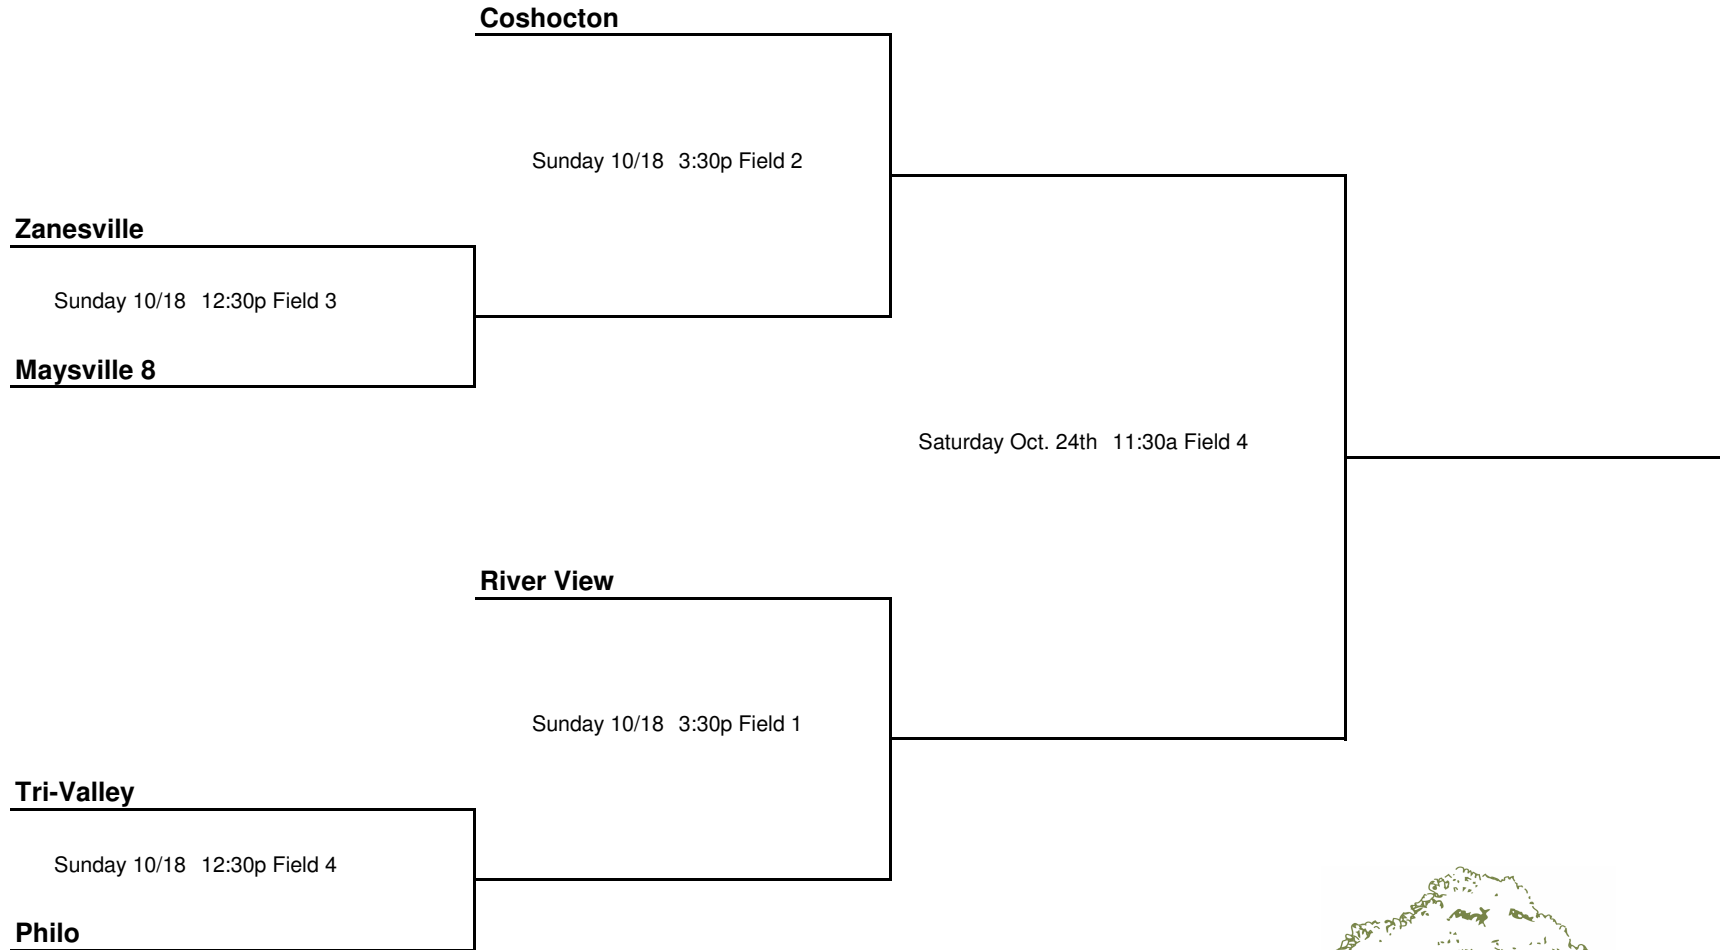 Coshocton
Sunday 10/18 3:30p Field 2
Zanesville
Sunday 10/18 12:30p Field 3
Maysville 8
Saturday Oct. 24th 11:30a Field 4
River View
Sunday 10/18 3:30p Field 1
Tri-Valley
Sunday 10/18 12:30p Field 4
Philo